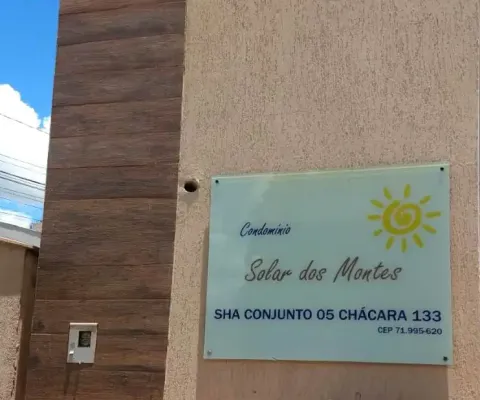 Condomínio
Solar dos Montes
SHA CONJUNTO 05 CHÁCARA 133
CEP 71.995-620